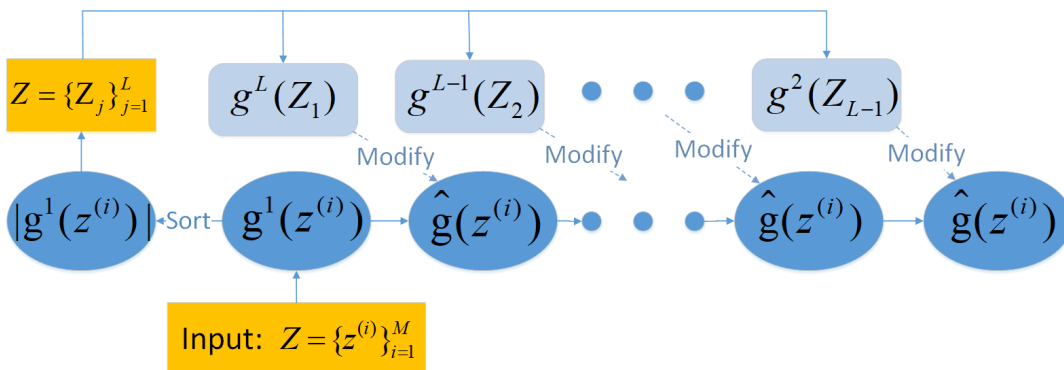 Z = {Z_j}_{j=1}^{L}
g^L(Z_1)
g^{L-1}(Z_2)
g^2(Z_{L-1})
Modify
Modify
Modify
Modify
|g^1(z^{(i)})|
Sort
g^1(z^{(i)})
ĝ(z^{(i)})
ĝ(z^{(i)})
ĝ(z^{(i)})
Input: Z = {z^{(i)}}_{i=1}^{M}